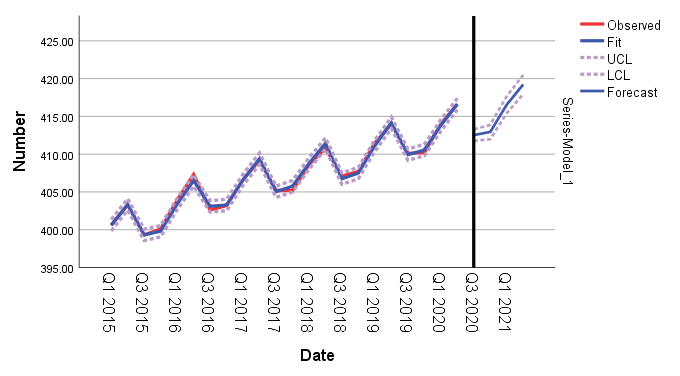 Observed
Fit
UCL
LCL
Forecast
Number
425.00
420.00
415.00
410.00
405.00
400.00
395.00
Q1 2015
Q3 2015
Q1 2016
Q3 2016
Q1 2017
Q3 2017
Q1 2018
Q3 2018
Q1 2019
Q3 2019
Q1 2020
Q3 2020
Q1 2021
Date
Series-Model_1